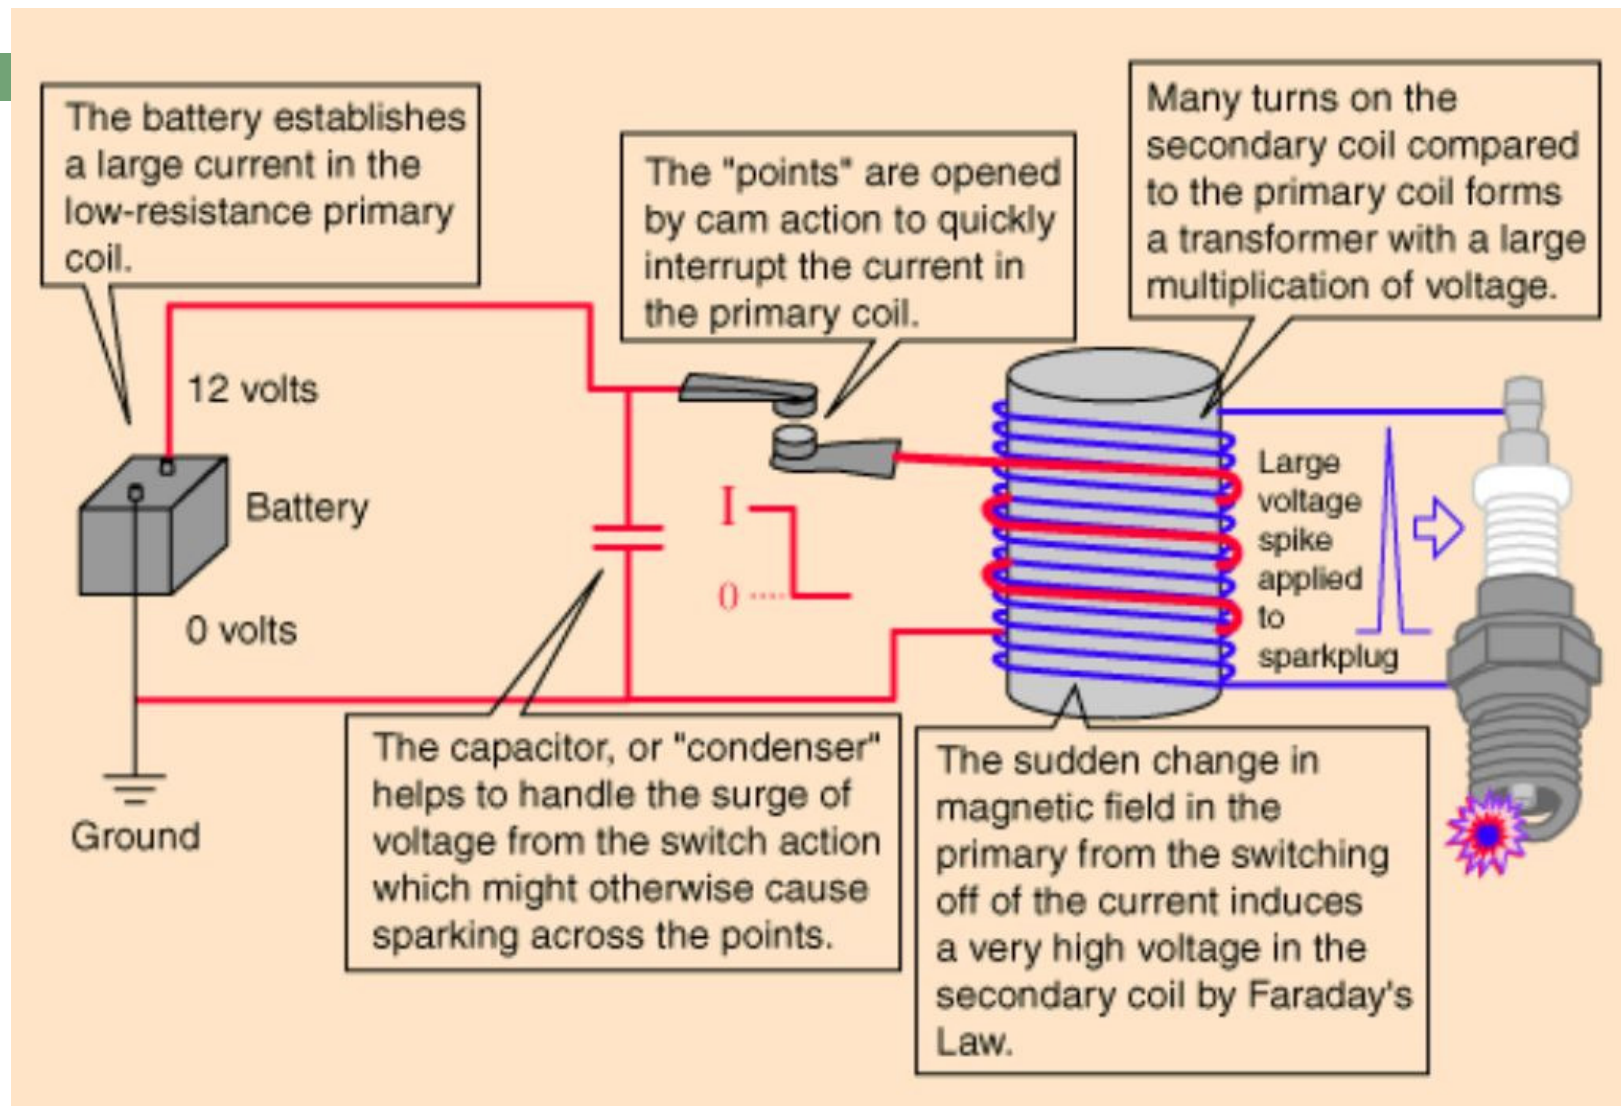 The battery establishes
a large current in the
low-resistance primary
coil.
The "points" are opened
by cam action to quickly
interrupt the current in
the primary coil.
Many turns on the
secondary coil compared
to the primary coil forms
a transformer with a large
multiplication of voltage.
12 volts
Battery
0 volts
Ground
I
0
Large
voltage
spike
applied
to
sparkplug
The capacitor, or "condenser"
helps to handle the surge of
voltage from the switch action
which might otherwise cause
sparking across the points.
The sudden change in
magnetic field in the
primary from the switching
off of the current induces
a very high voltage in the
secondary coil by Faraday's
Law.